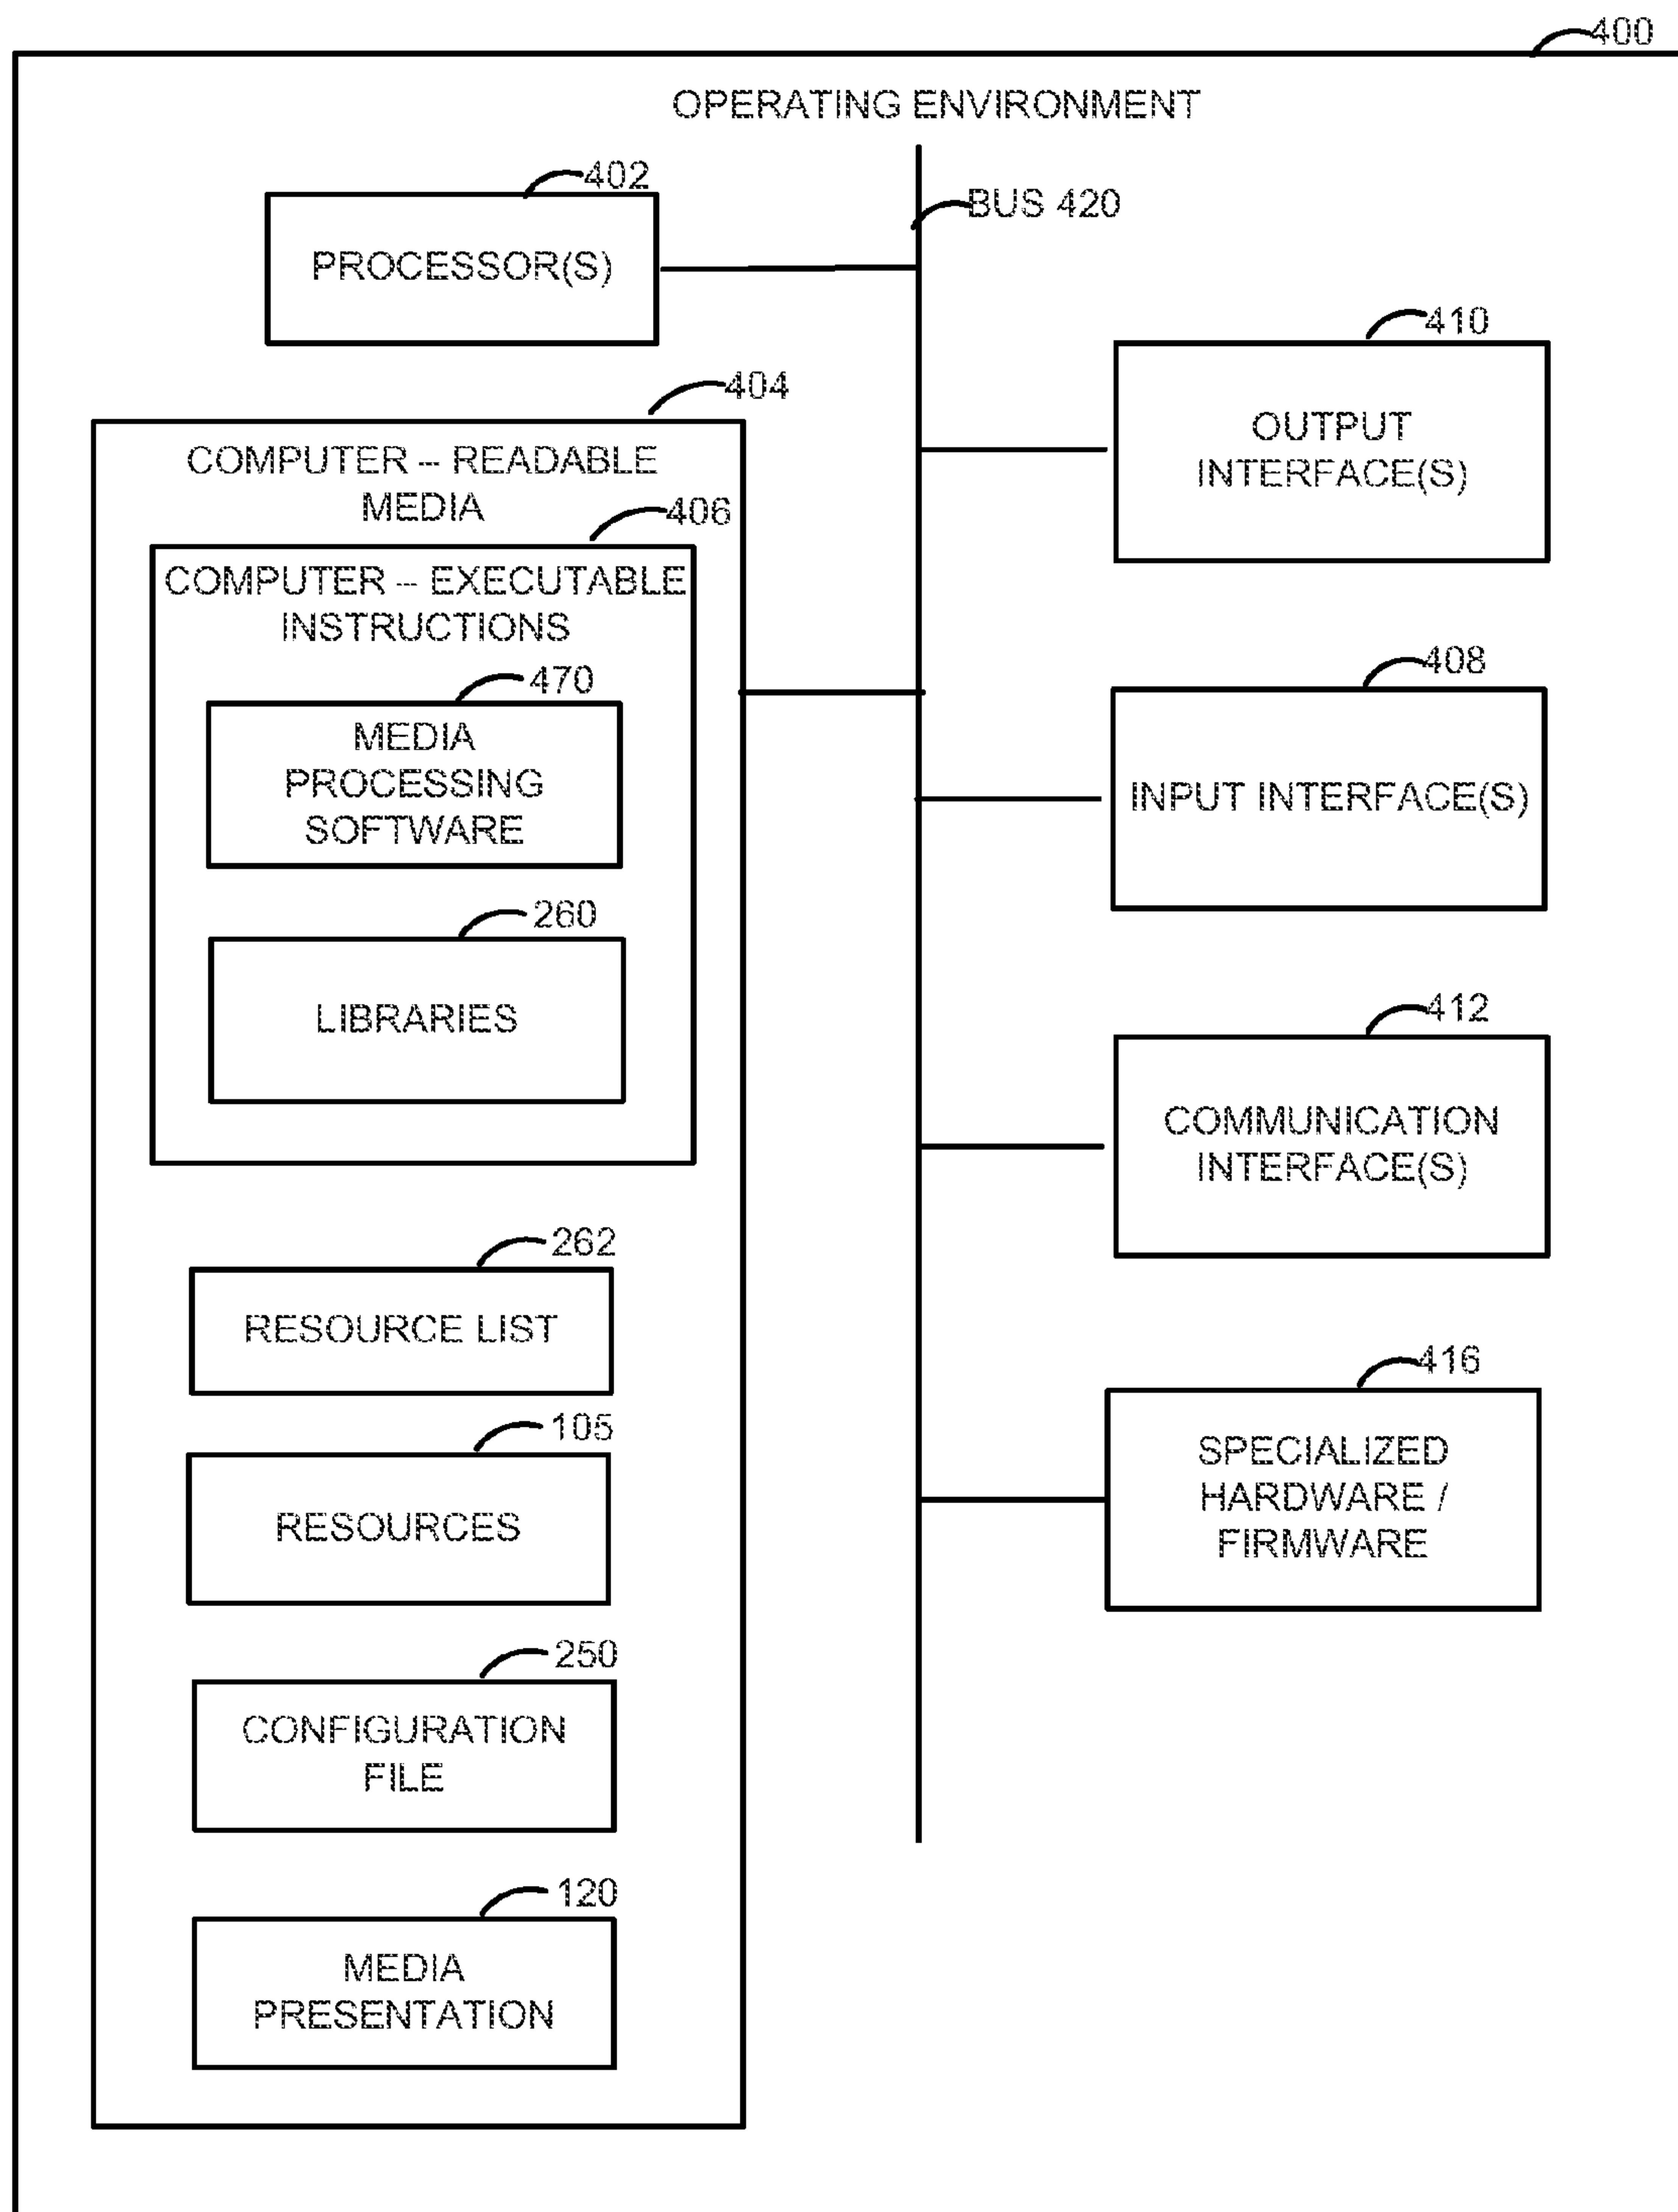 400
OPERATING ENVIRONMENT
402
PROCESSOR(S)
BUS 420
404
COMPUTER -- READABLE
MEDIA
406
COMPUTER -- EXECUTABLE
INSTRUCTIONS
470
MEDIA
PROCESSING
SOFTWARE
260
LIBRARIES
262
RESOURCE LIST
105
RESOURCES
250
CONFIGURATION
FILE
120
MEDIA
PRESENTATION
410
OUTPUT
INTERFACE(S)
408
INPUT INTERFACE(S)
412
COMMUNICATION
INTERFACE(S)
416
SPECIALIZED
HARDWARE /
FIRMWARE